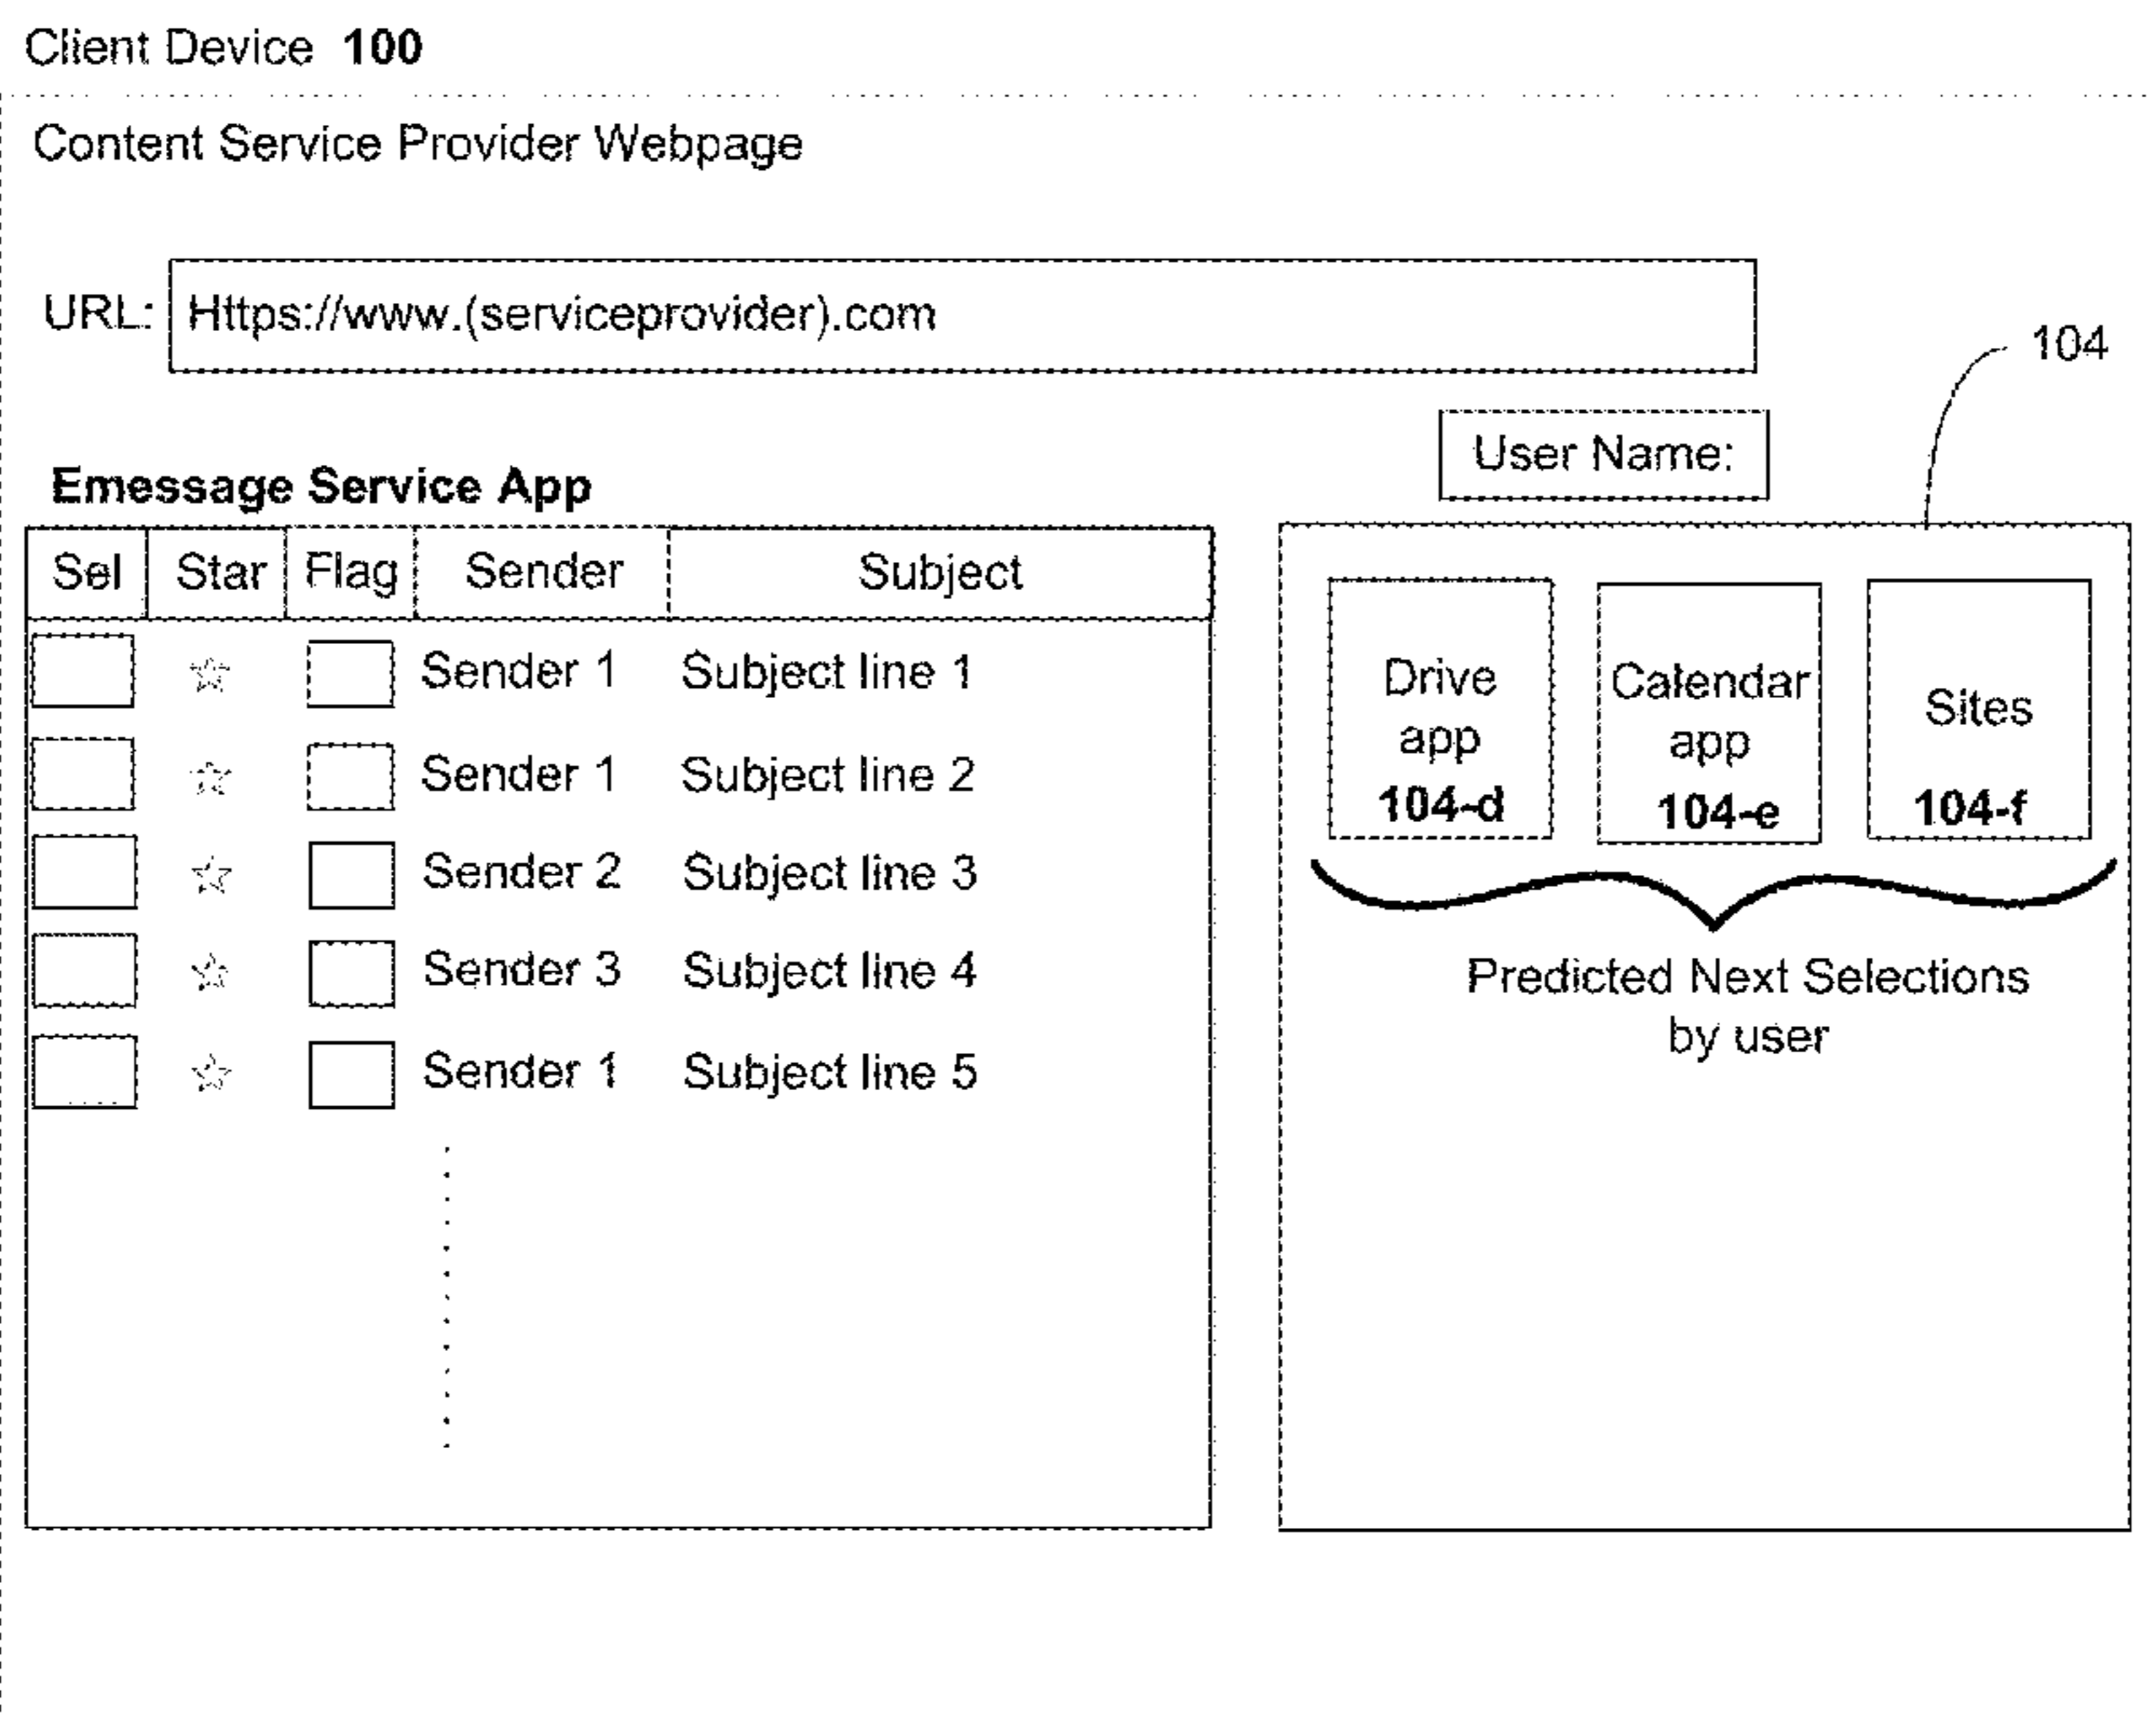 Client Device 100
Content Service Provider Webpage
URL: Https://www.(serviceprovider).com
104
User Name:
Emessage Service App
Sel Star Flag Sender Subject
Sender 1 Subject line 1
Sender 1 Subject line 2
Sender 2 Subject line 3
Sender 3 Subject line 4
Sender 1 Subject line 5
Drive
app
104-d
Calendar
app
104-e
Sites
104-f
Predicted Next Selections
by user